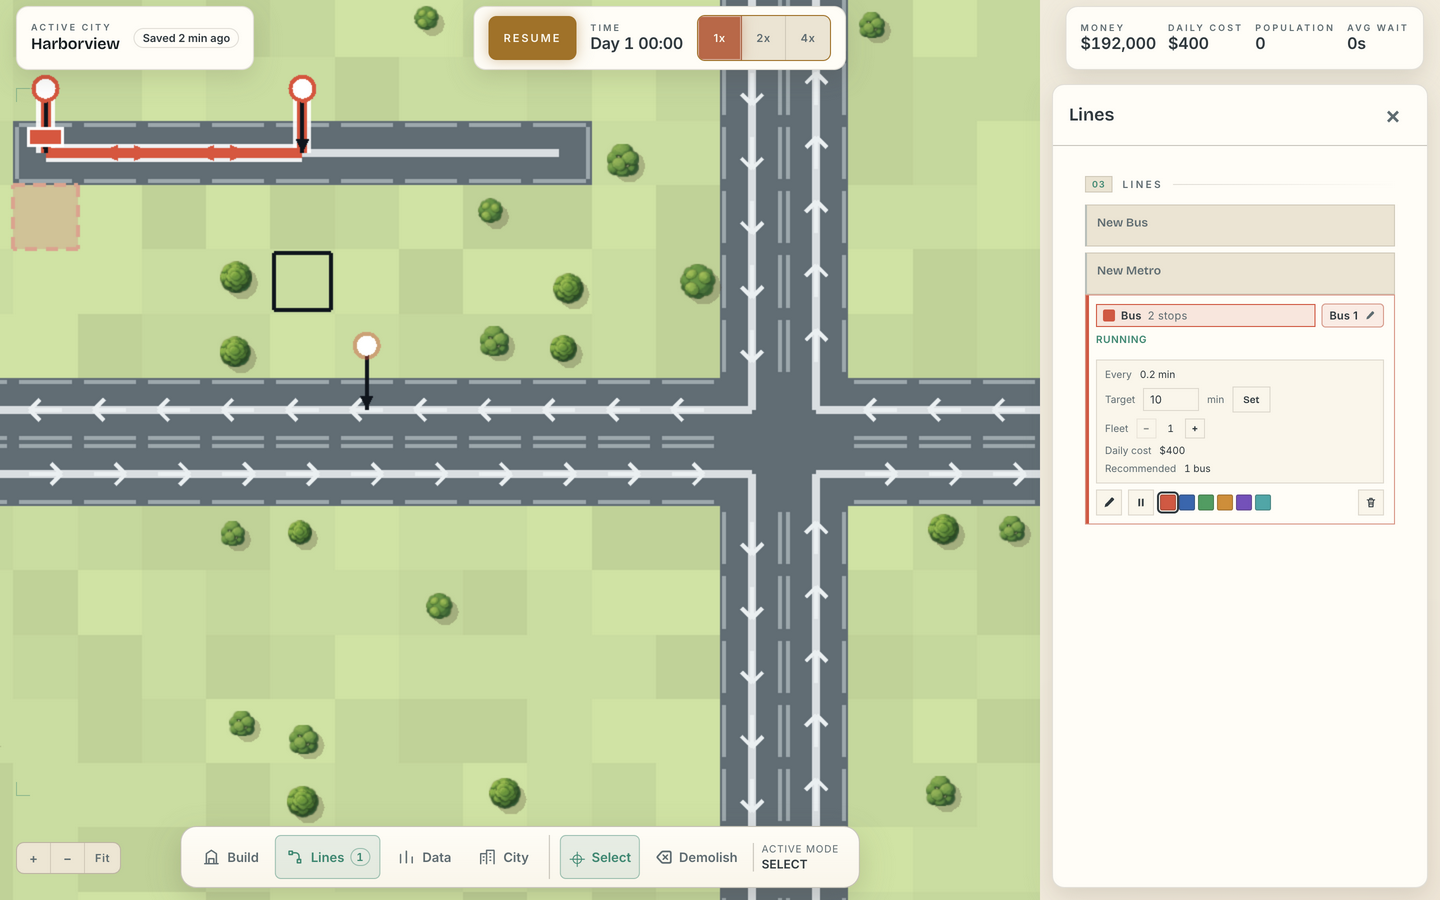 ACTIVE CITY
Harborview
Saved 2 min ago
RESUME
TIME
Day 1 00:00
1x
2x
4x
MONEY
$192,000
DAILY COST
$400
POPULATION
0
AVG WAIT
0s
Lines
03 LINES
New Bus
New Metro
Bus 2 stops
Bus 1
RUNNING
Every 0.2 min
Target 10 min Set
Fleet − 1 +
Daily cost $400
Recommended 1 bus
+ − Fit
Build
Lines 1
Data
City
Select
Demolish
ACTIVE MODE
SELECT